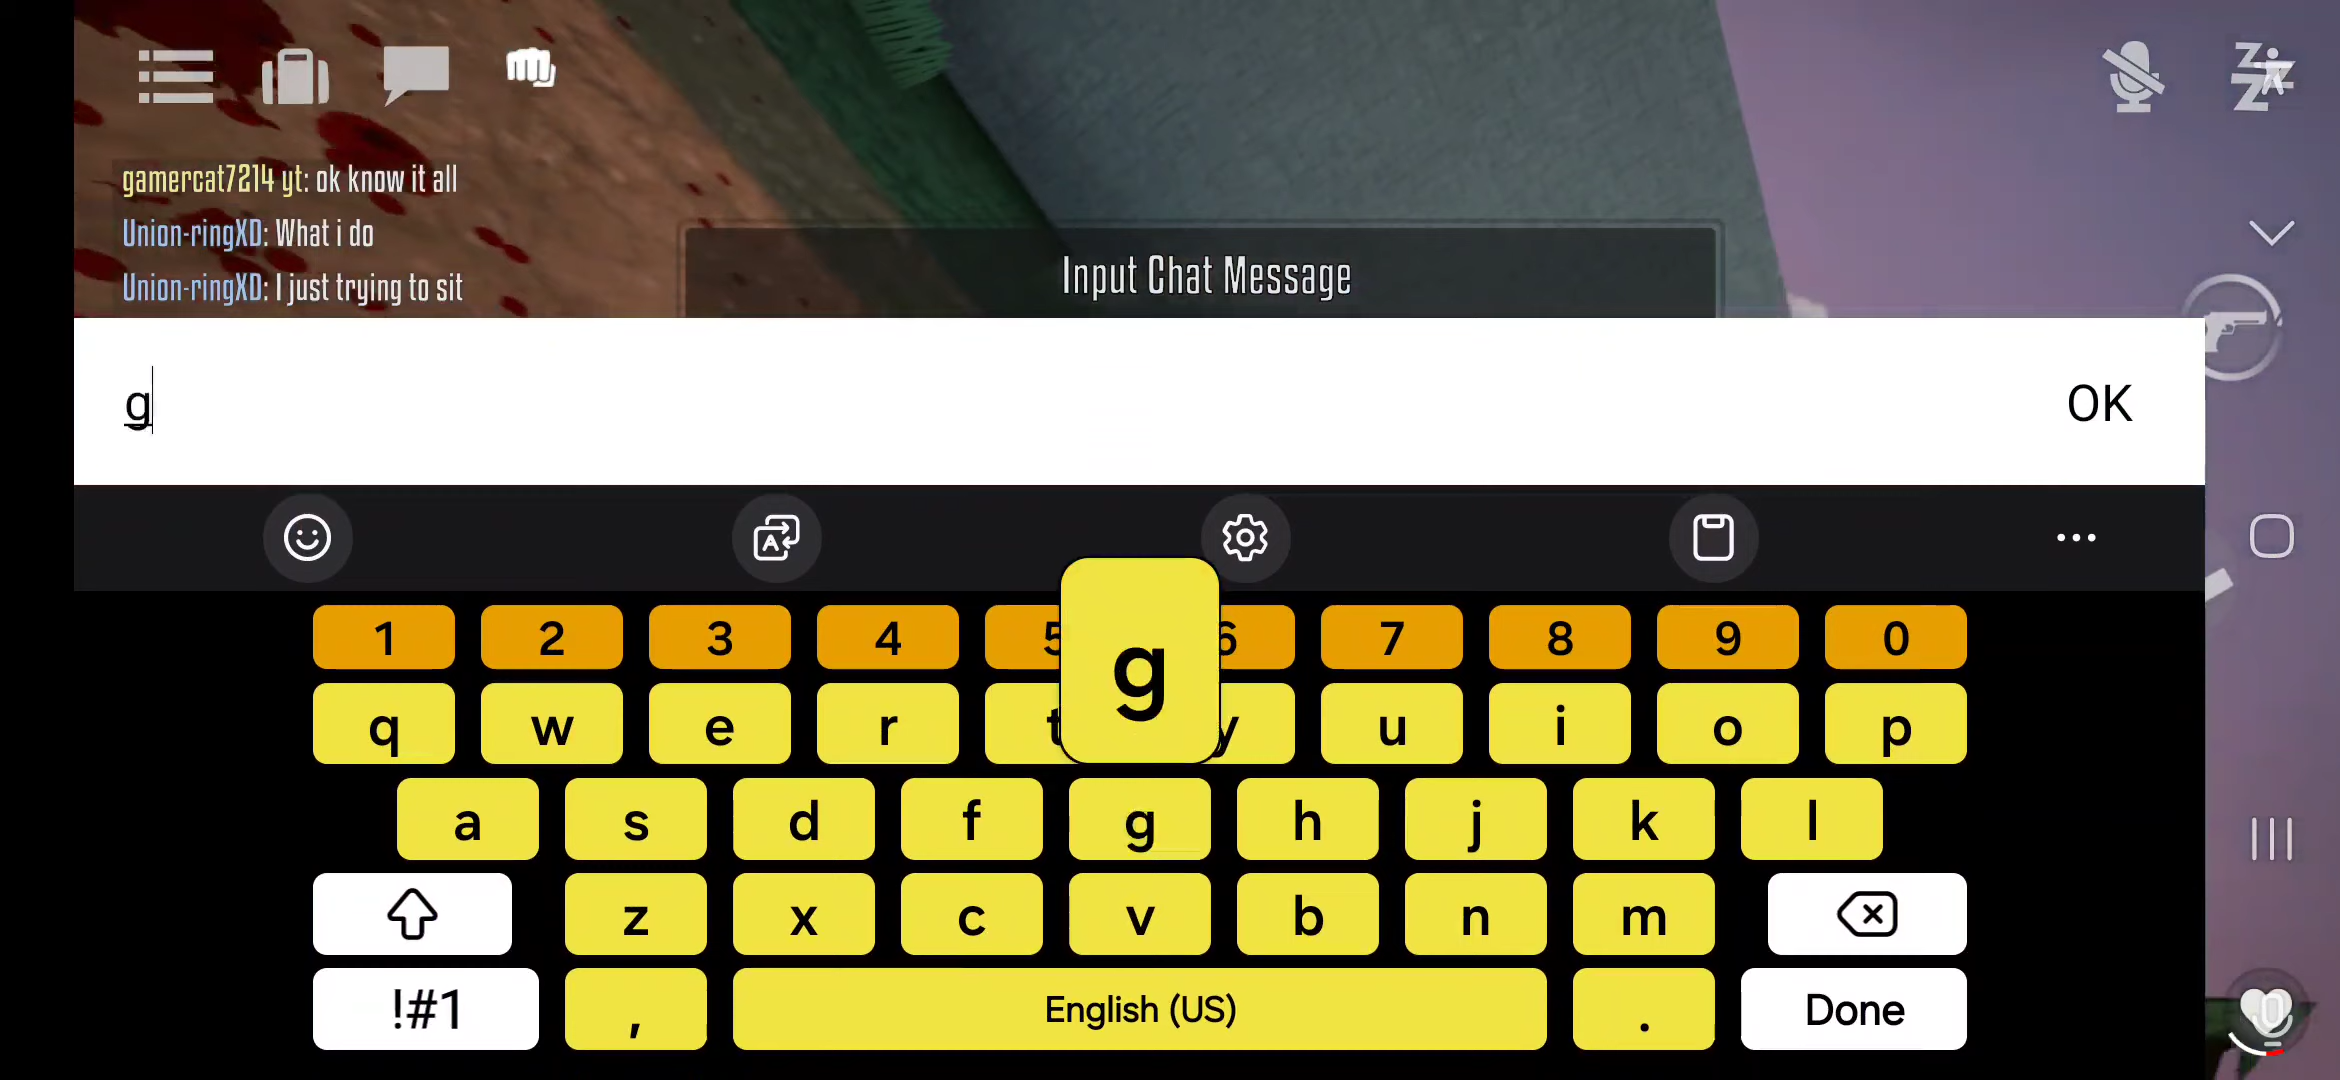 gamercat7214 yt: ok know it all
Union-ringXD: What i do
Union-ringXD: I just trying to sit
Input Chat Message
g
OK
1 2 3 4 5 6 7 8 9 0
q w e r t g y u i o p
a s d f g h j k l
z x c v b n m
!#1 , English (US) . Done